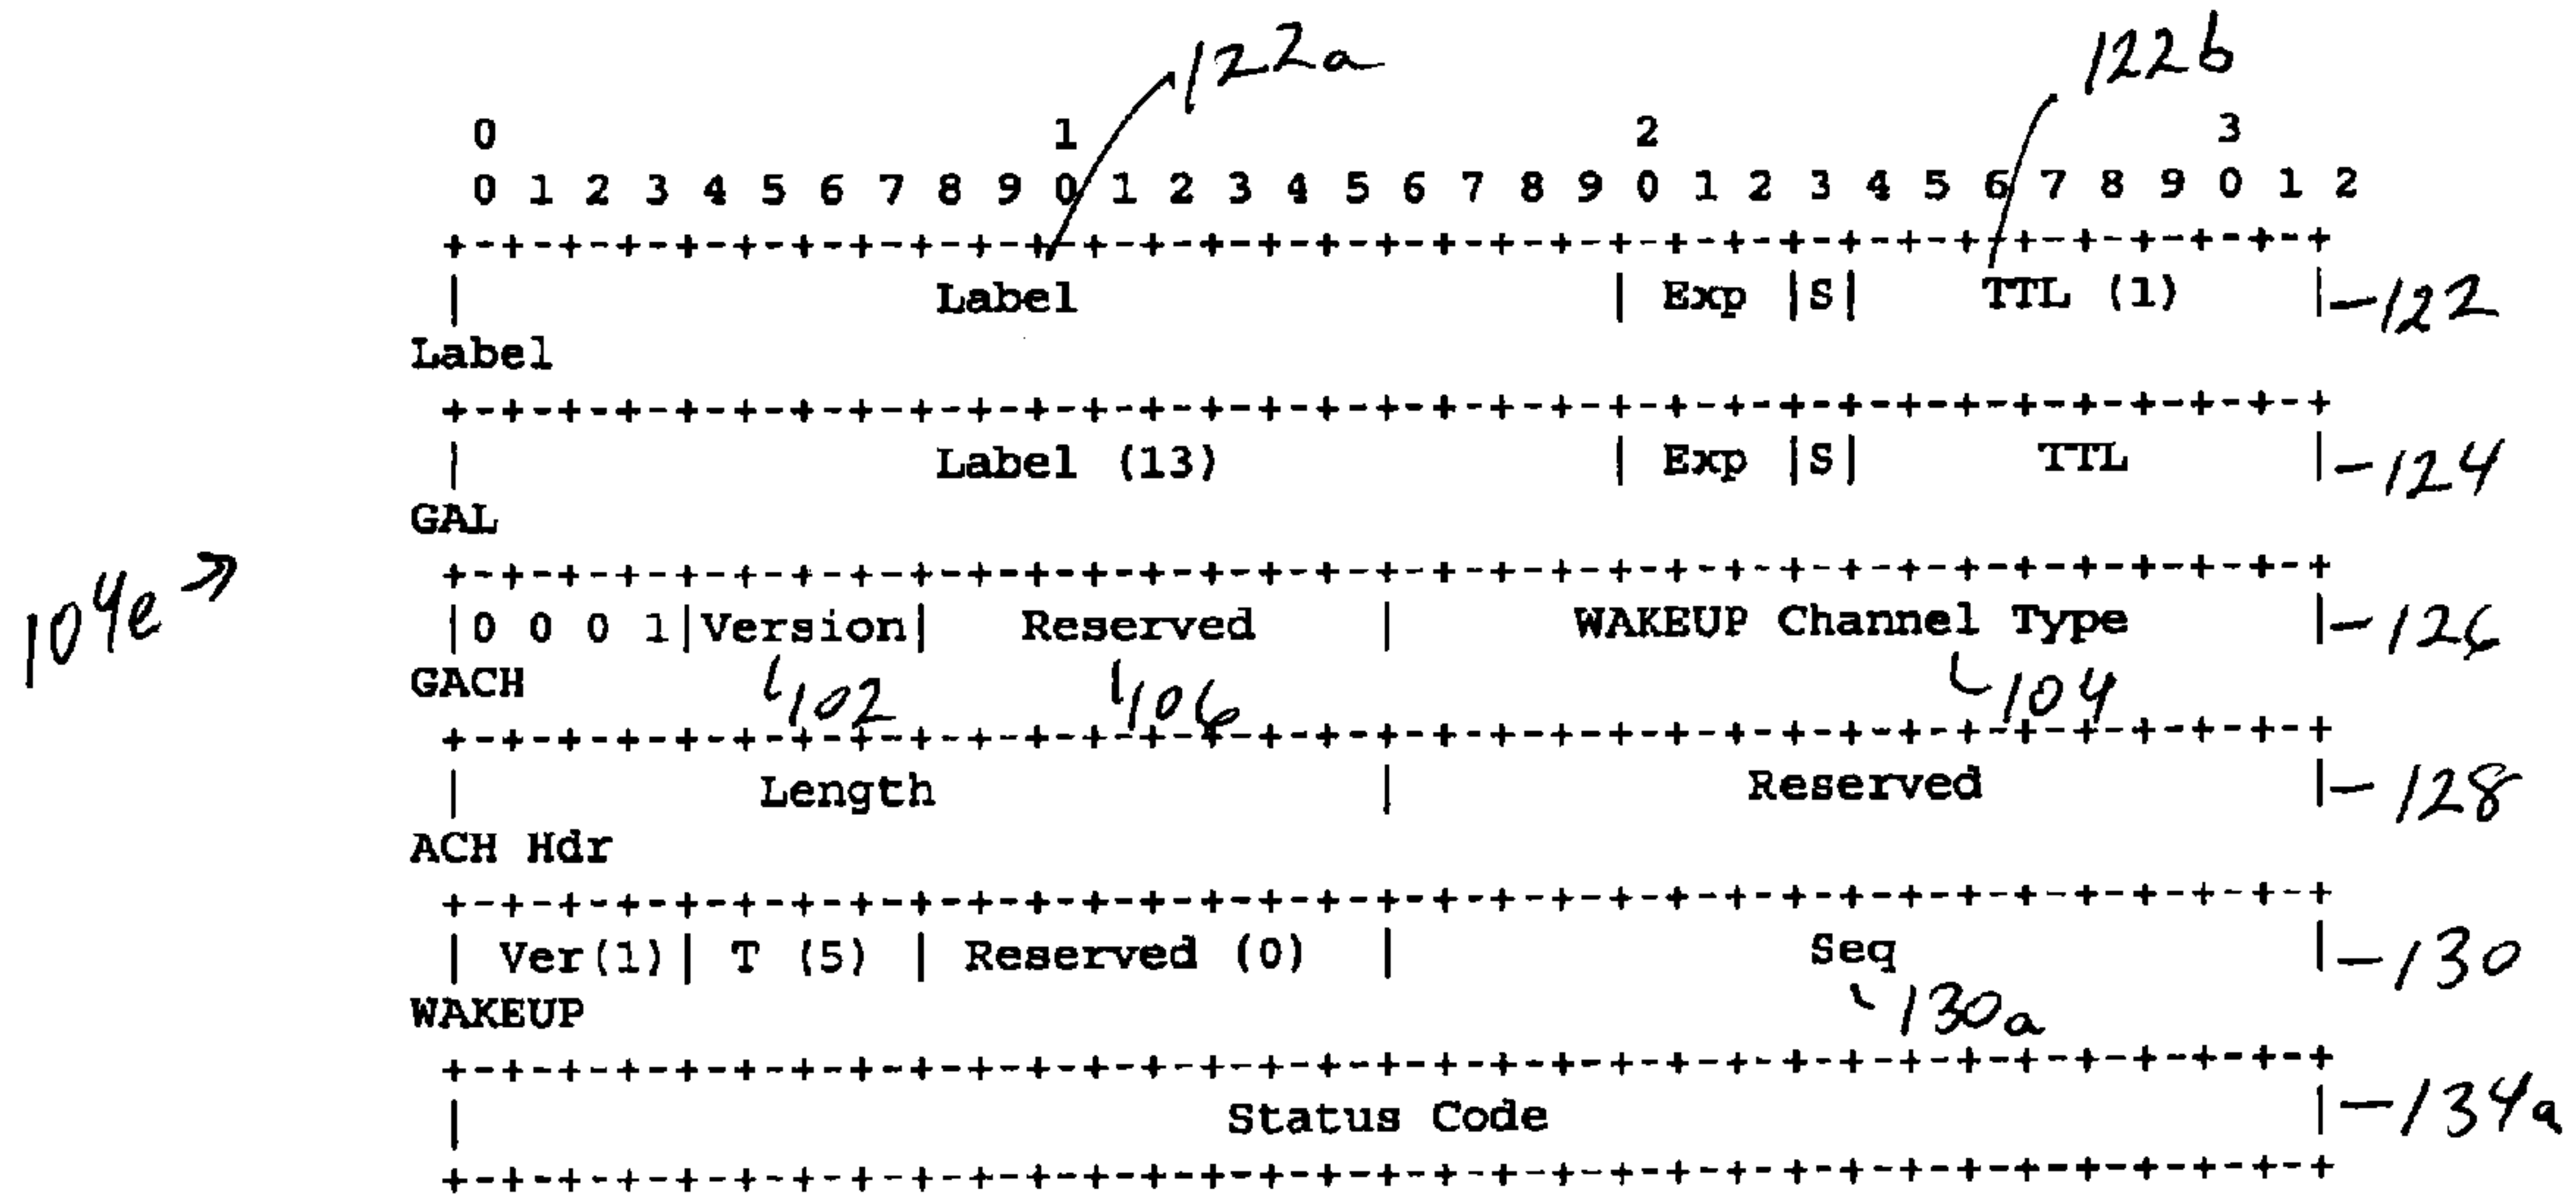 122a 122b
0 1 2 3
0 1 2 3 4 5 6 7 8 9 0 1 2 3 4 5 6 7 8 9 0 1 2 3 4 5 6 7 8 9 0 1 2
+-+-+-+-+-+-+-+-+-+-+-+-+-+-+-+-+-+-+-+-+-+-+-+-+-+-+-+-+-+-+-+-+
| Label | Exp |S| TTL (1) | -122
Label
+-+-+-+-+-+-+-+-+-+-+-+-+-+-+-+-+-+-+-+-+-+-+-+-+-+-+-+-+-+-+-+-+
| Label (13) | Exp |S| TTL | -124
GAL
104e →
+-+-+-+-+-+-+-+-+-+-+-+-+-+-+-+-+-+-+-+-+-+-+-+-+-+-+-+-+-+-+-+-+
|0 0 0 1|Version| Reserved | WAKEUP Channel Type | -126
GACH 102 106 104
+-+-+-+-+-+-+-+-+-+-+-+-+-+-+-+-+-+-+-+-+-+-+-+-+-+-+-+-+-+-+-+-+
| Length | Reserved | -128
ACH Hdr
+-+-+-+-+-+-+-+-+-+-+-+-+-+-+-+-+-+-+-+-+-+-+-+-+-+-+-+-+-+-+-+-+
| Ver(1)| T (5) | Reserved (0) | Seq | -130
WAKEUP 130a
+-+-+-+-+-+-+-+-+-+-+-+-+-+-+-+-+-+-+-+-+-+-+-+-+-+-+-+-+-+-+-+-+
| Status Code | -134a
+-+-+-+-+-+-+-+-+-+-+-+-+-+-+-+-+-+-+-+-+-+-+-+-+-+-+-+-+-+-+-+-+